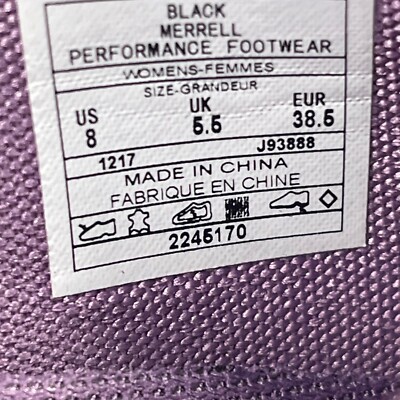 BLACK
MERRELL
PERFORMANCE FOOTWEAR
WOMENS-FEMMES
SIZE-GRANDEUR
US UK EUR
8 5.5 38.5
1217 J93888
MADE IN CHINA
FABRIQUE EN CHINE
2245170